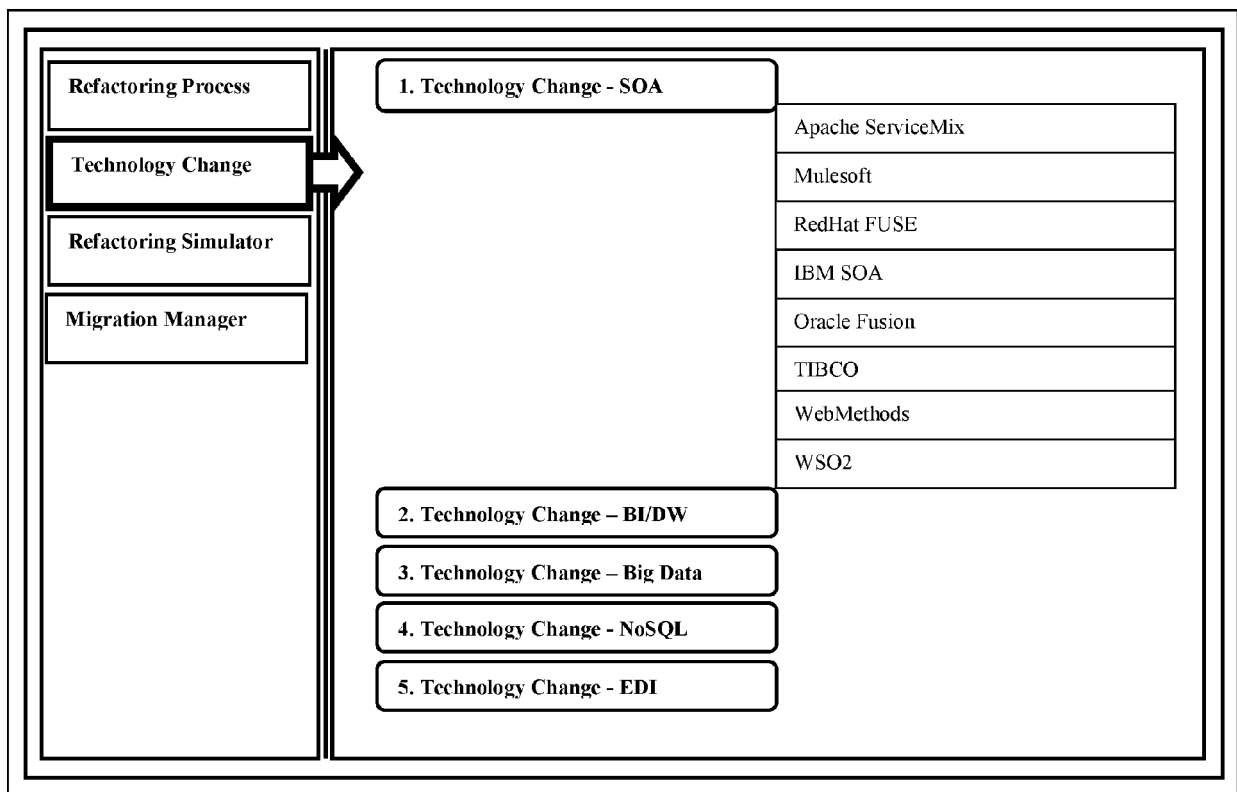 Refactoring Process
Technology Change
Refactoring Simulator
Migration Manager
1. Technology Change - SOA
Apache ServiceMix
Mulesoft
RedHat FUSE
IBM SOA
Oracle Fusion
TIBCO
WebMethods
WSO2
2. Technology Change – BI/DW
3. Technology Change – Big Data
4. Technology Change - NoSQL
5. Technology Change - EDI